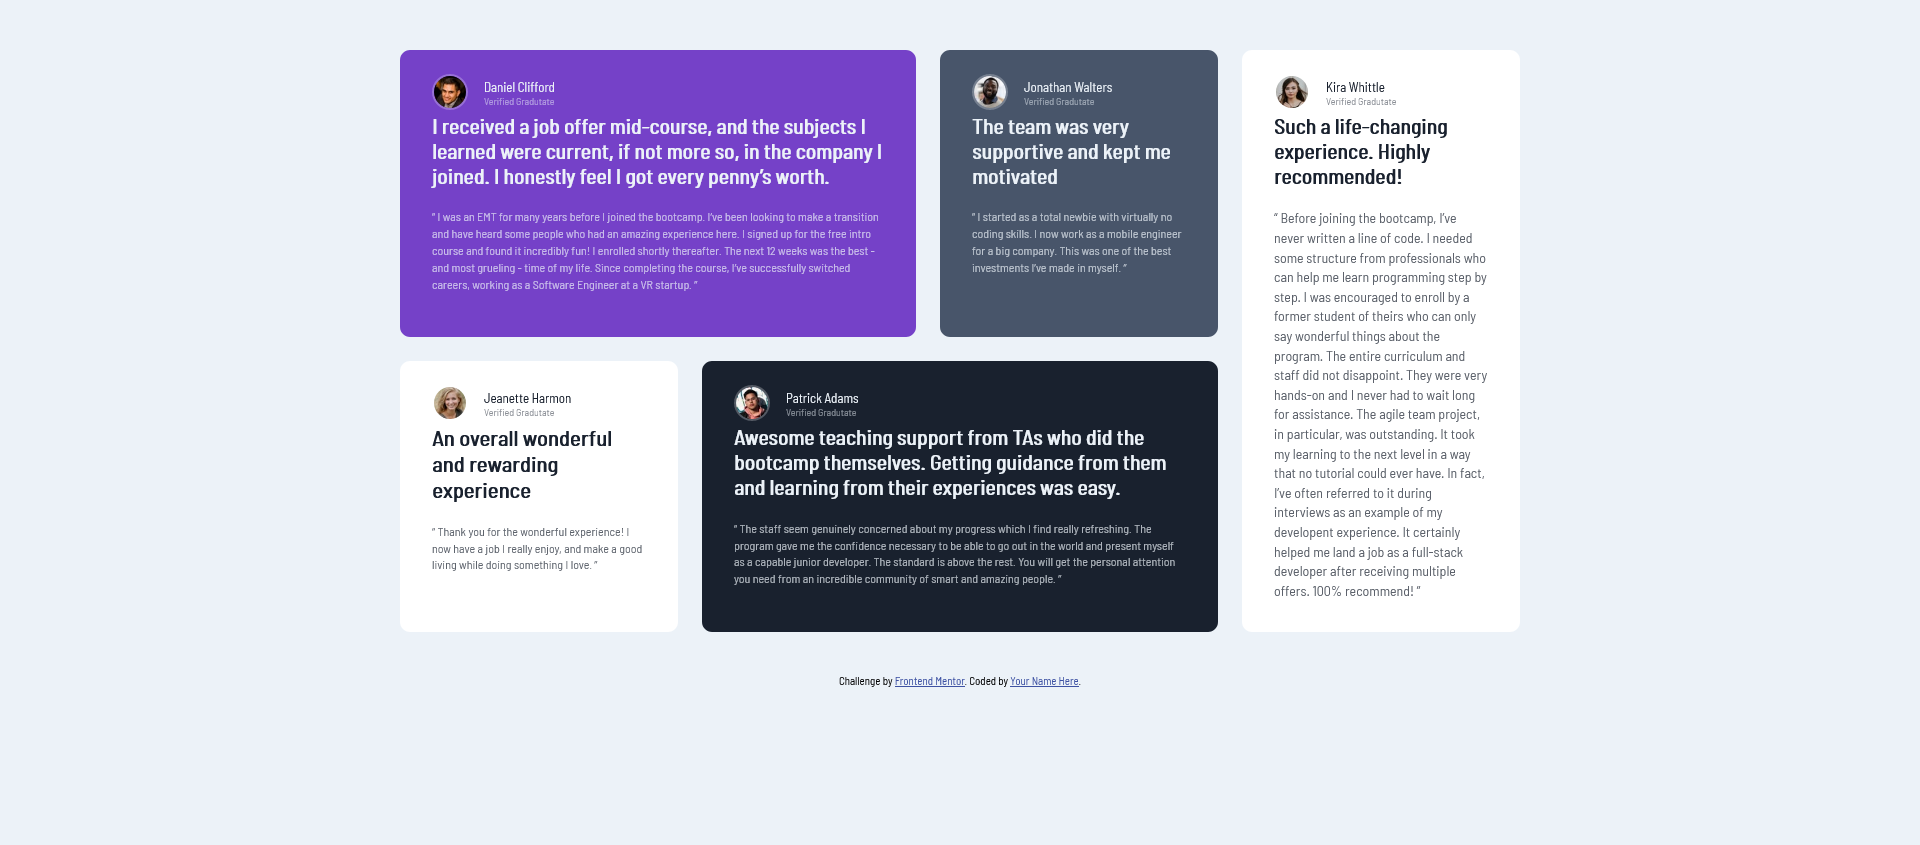 Daniel Clifford
Verified Gradutate
I received a job offer mid-course, and the subjects I
learned were current, if not more so, in the company I
joined. I honestly feel I got every penny’s worth.
“ I was an EMT for many years before I joined the bootcamp. I’ve been looking to make a transition
and have heard some people who had an amazing experience here. I signed up for the free intro
course and found it incredibly fun! I enrolled shortly thereafter. The next 12 weeks was the best -
and most grueling - time of my life. Since completing the course, I’ve successfully switched
careers, working as a Software Engineer at a VR startup. ”
Jonathan Walters
Verified Gradutate
The team was very
supportive and kept me
motivated
“ I started as a total newbie with virtually no
coding skills. I now work as a mobile engineer
for a big company. This was one of the best
investments I’ve made in myself. ”
Kira Whittle
Verified Gradutate
Such a life-changing
experience. Highly
recommended!
“ Before joining the bootcamp, I’ve
never written a line of code. I needed
some structure from professionals who
can help me learn programming step by
step. I was encouraged to enroll by a
former student of theirs who can only
say wonderful things about the
program. The entire curriculum and
staff did not disappoint. They were very
hands-on and I never had to wait long
for assistance. The agile team project,
in particular, was outstanding. It took
my learning to the next level in a way
that no tutorial could ever have. In fact,
I’ve often referred to it during
interviews as an example of my
developent experience. It certainly
helped me land a job as a full-stack
developer after receiving multiple
offers. 100% recommend! ”
Jeanette Harmon
Verified Gradutate
An overall wonderful
and rewarding
experience
“ Thank you for the wonderful experience! I
now have a job I really enjoy, and make a good
living while doing something I love. ”
Patrick Adams
Verified Gradutate
Awesome teaching support from TAs who did the
bootcamp themselves. Getting guidance from them
and learning from their experiences was easy.
“ The staff seem genuinely concerned about my progress which I find really refreshing. The
program gave me the confidence necessary to be able to go out in the world and present myself
as a capable junior developer. The standard is above the rest. You will get the personal attention
you need from an incredible community of smart and amazing people. ”
Challenge by Frontend Mentor. Coded by Your Name Here.